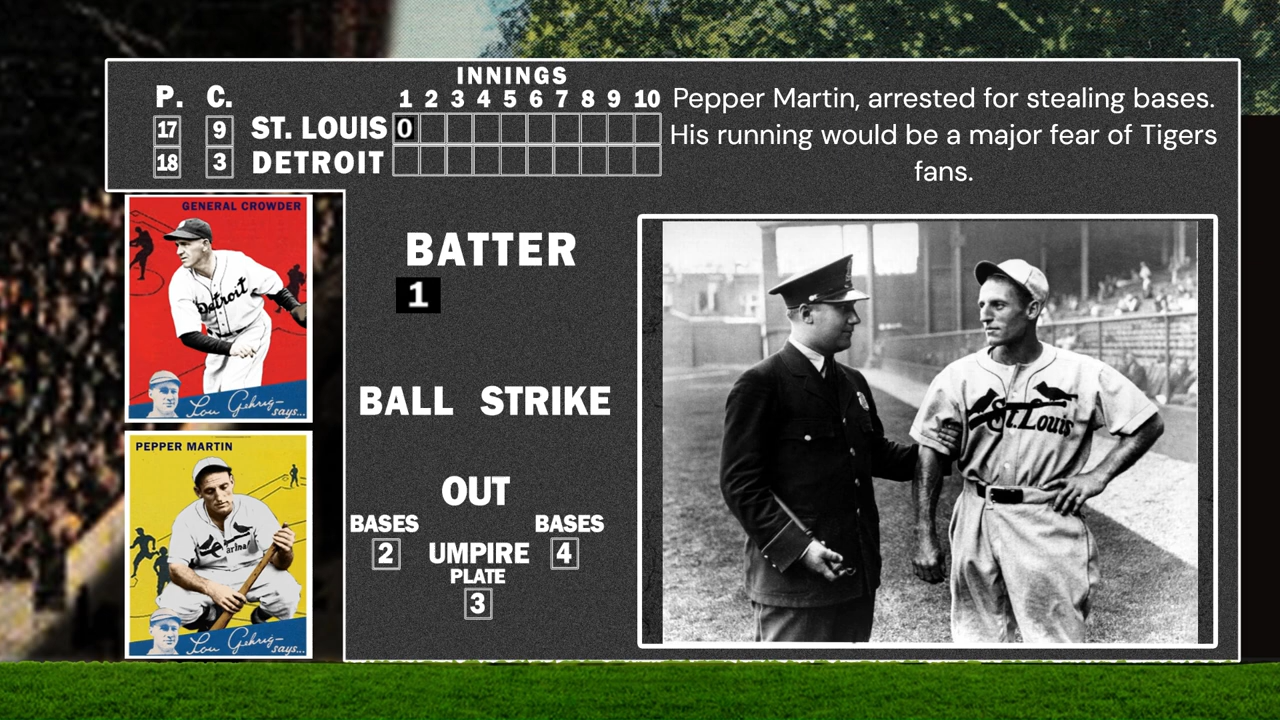 INNINGS
P. C. 1 2 3 4 5 6 7 8 9 10
17 9 ST. LOUIS 0
18 3 DETROIT
Pepper Martin, arrested for stealing bases.
His running would be a major fear of Tigers
fans.
GENERAL CROWDER
Detroit
Lou Gehrig
says...
PEPPER MARTIN
Lou Gehrig
says...
BATTER
1
BALL STRIKE
OUT
BASES BASES
2 UMPIRE 4
PLATE
3
St. Louis